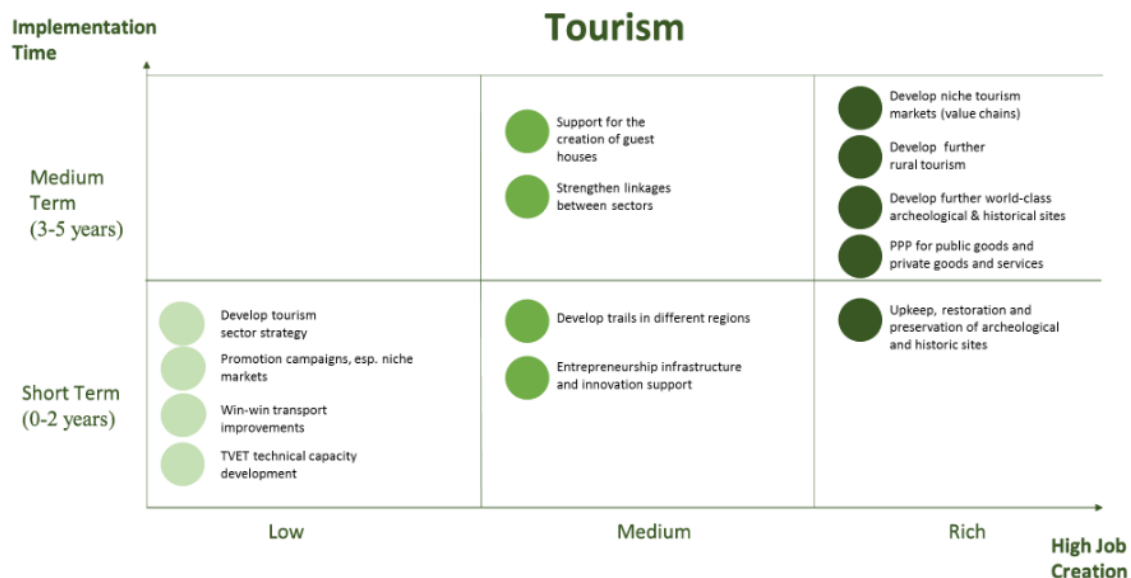 Implementation
Time
Tourism
Medium
Term
(3-5 years)
Support for the
creation of guest
houses
Strengthen linkages
between sectors
Develop niche tourism
markets (value chains)
Develop further
rural tourism
Develop further world-class
archeological & historical sites
PPP for public goods and
private goods and services
Short Term
(0-2 years)
Develop tourism
sector strategy
Promotion campaigns, esp. niche
markets
Win-win transport
improvements
TVET technical capacity
development
Develop trails in different regions
Entrepreneurship infrastructure
and innovation support
Upkeep, restoration and
preservation of archeological
and historic sites
Low
Medium
Rich
High Job
Creation